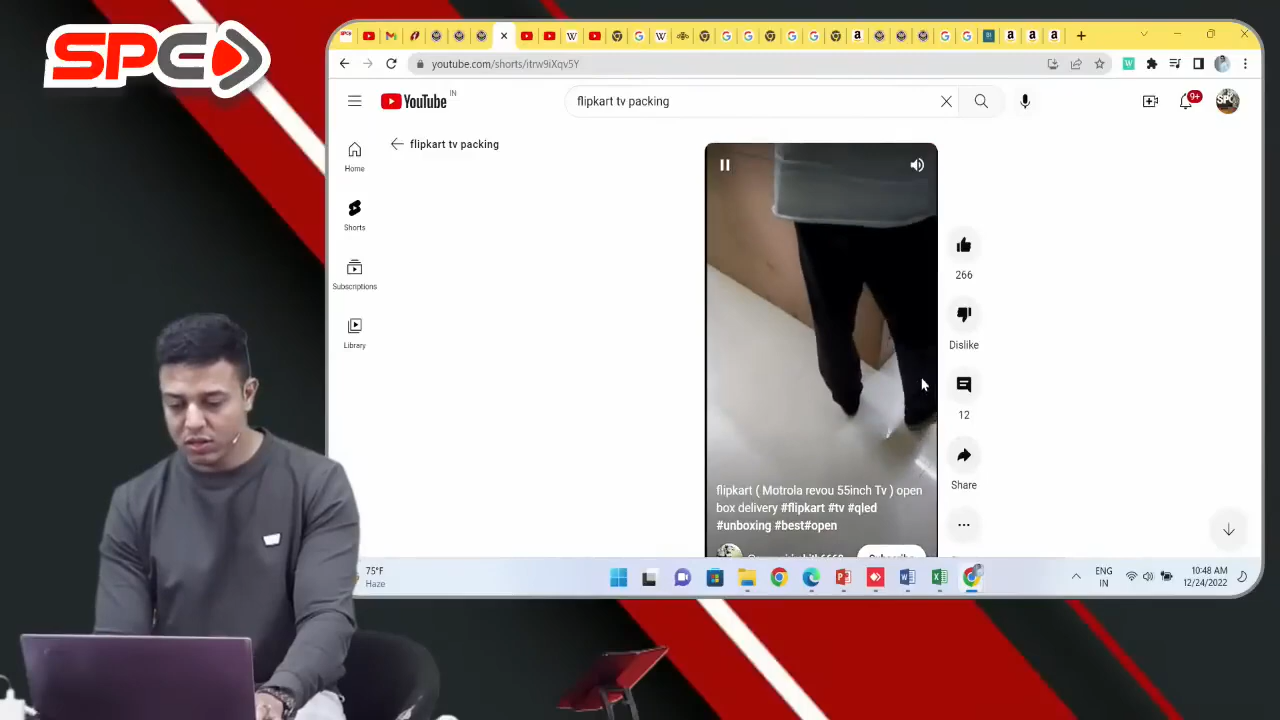 SPC
youtube.com/shorts/itrw9iXqv5Y
YouTube IN
flipkart tv packing
9+
SPC
flipkart tv packing
Home
Shorts
Subscriptions
Library
266
Dislike
12
Share
flipkart ( Motrola revou 55inch Tv ) open
box delivery #flipkart #tv #qled
#unboxing #best#open
75°F
Haze
ENG
IN
10:48 AM
12/24/2022